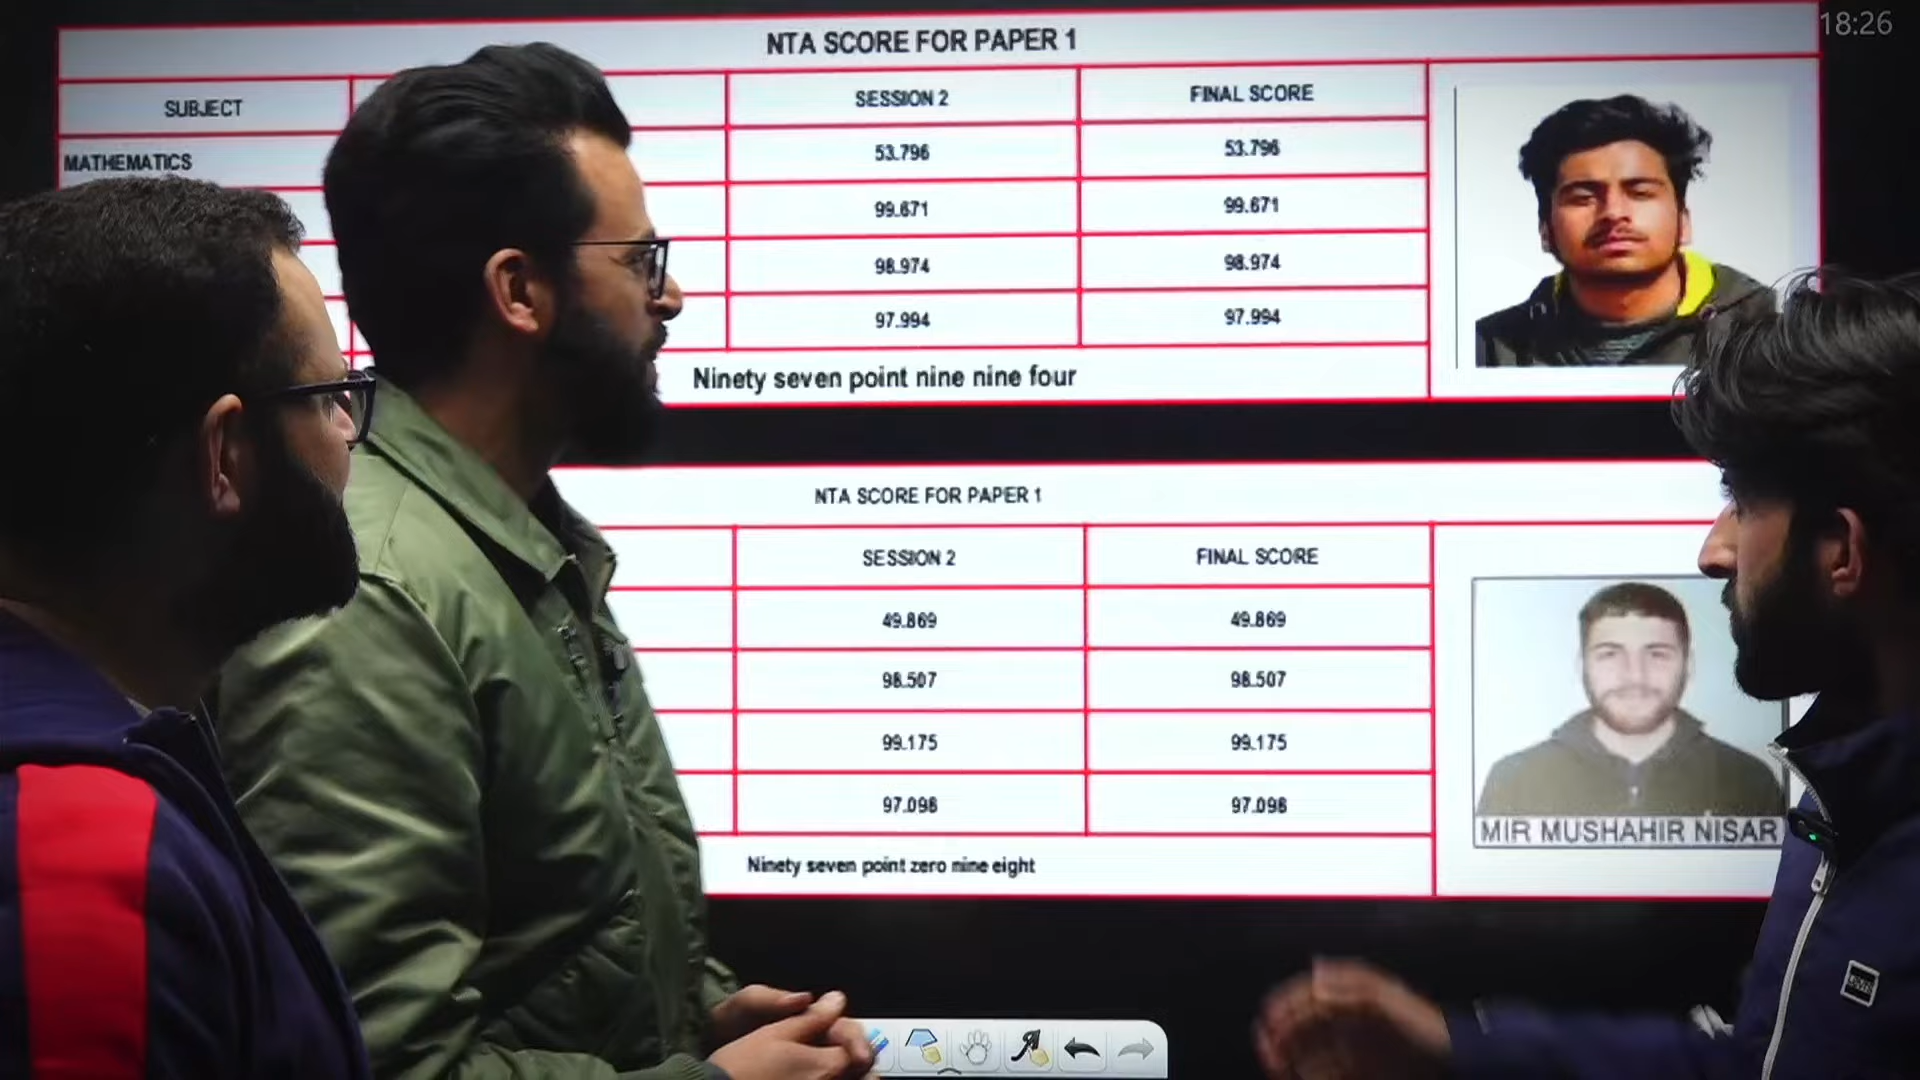 18:26
NTA SCORE FOR PAPER 1
SUBJECT SESSION 2 FINAL SCORE
MATHEMATICS 53.796 53.796
99.671 99.671
98.974 98.974
97.994 97.994
Ninety seven point nine nine four
NTA SCORE FOR PAPER 1
SESSION 2 FINAL SCORE
49.869 49.869
98.507 98.507
99.175 99.175
97.098 97.098
MIR MUSHAHIR NISAR
Ninety seven point zero nine eight